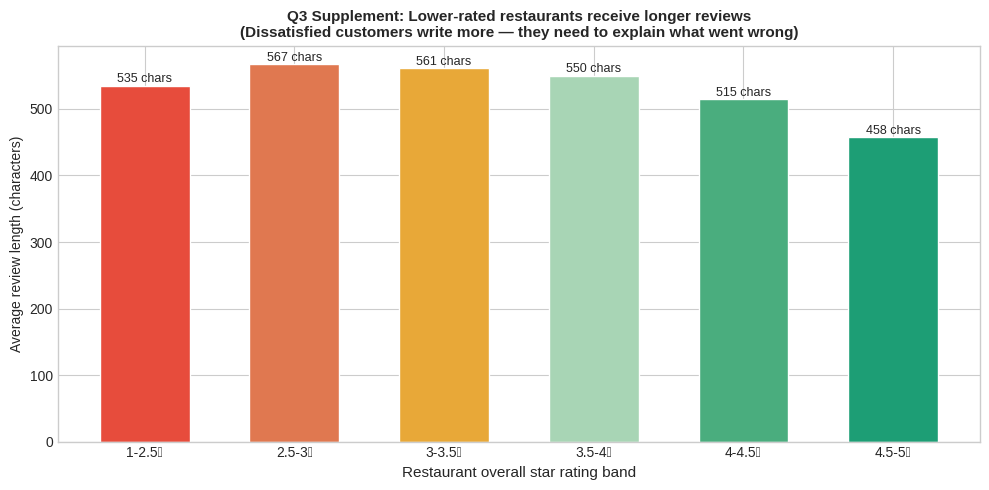 Q3 Supplement: Lower-rated restaurants receive longer reviews
(Dissatisfied customers write more — they need to explain what went wrong)
Average review length (characters)
500
400
300
200
100
0
535 chars
567 chars
561 chars
550 chars
515 chars
458 chars
1-2.5▯
2.5-3▯
3-3.5▯
3.5-4▯
4-4.5▯
4.5-5▯
Restaurant overall star rating band